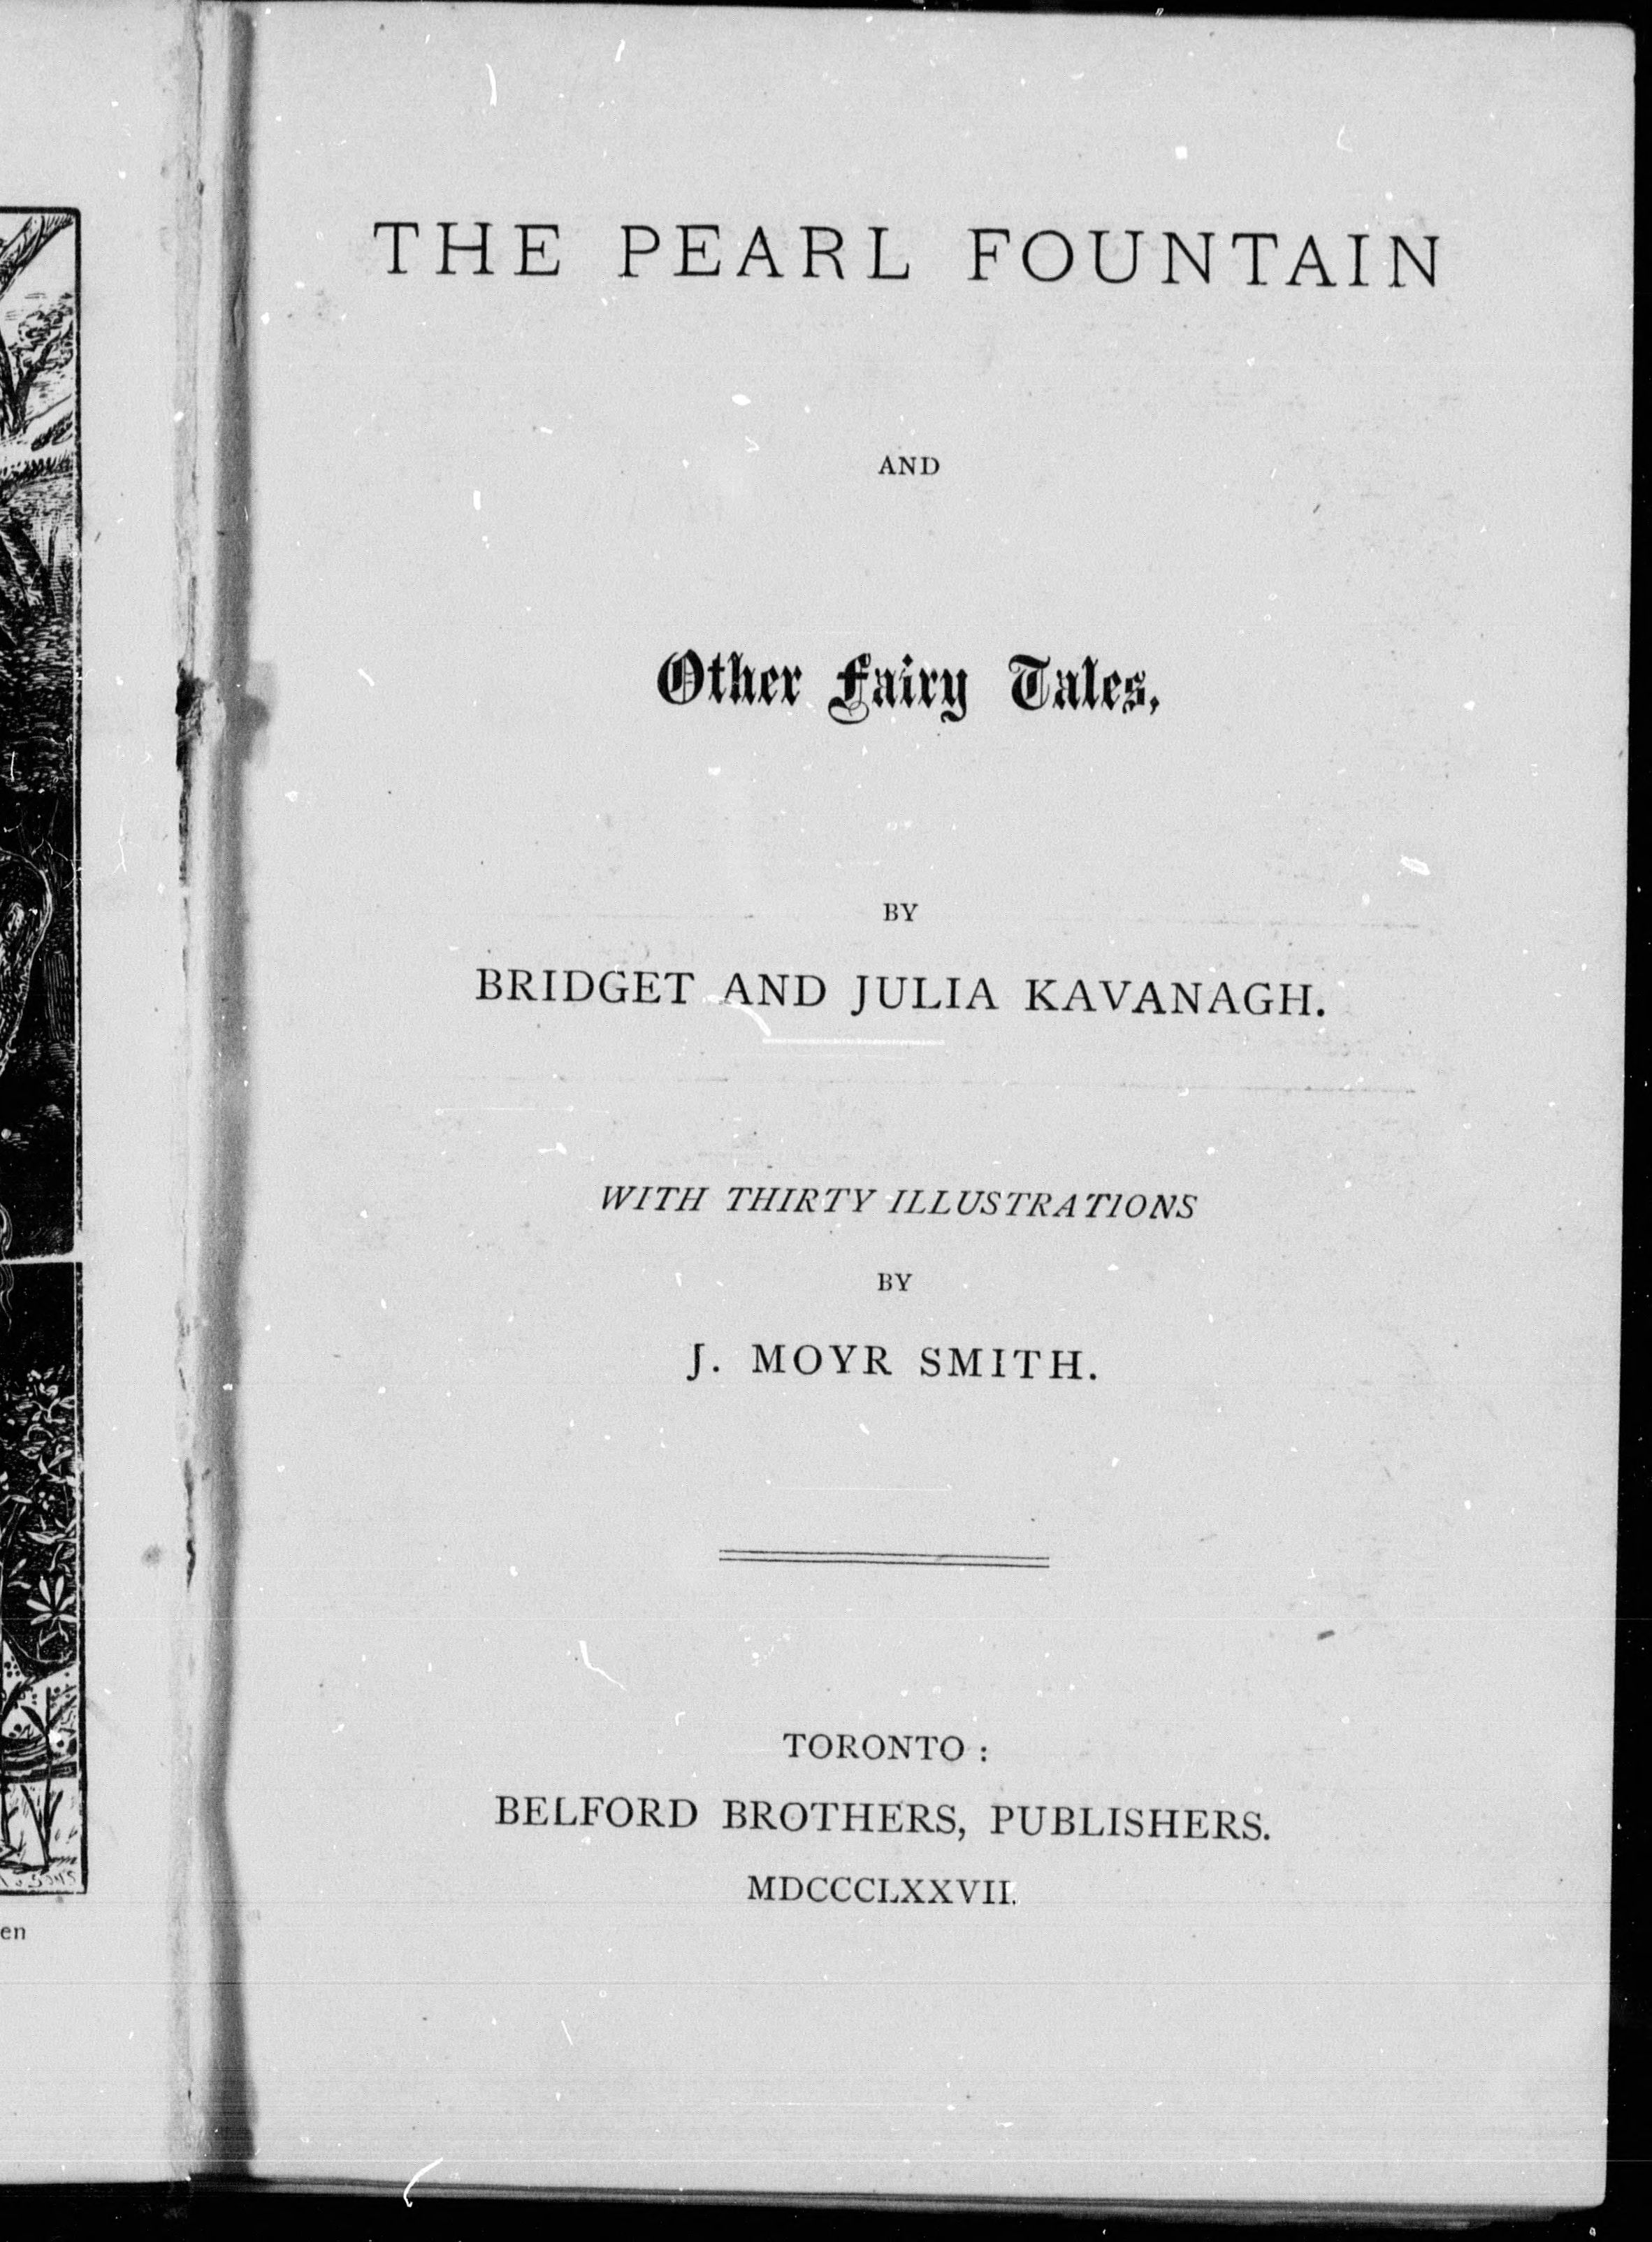 THE PEARL FOUNTAIN
AND
Other Fairy Tales,
BY
BRIDGET AND JULIA KAVANAGH.
WITH THIRTY ILLUSTRATIONS
BY
J. MOYR SMITH.
TORONTO :
BELFORD BROTHERS, PUBLISHERS.
MDCCCLXXVII.
en